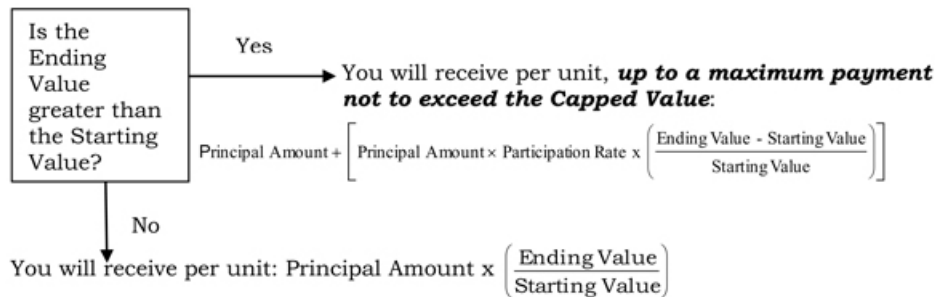 Is the
Ending
Value
greater than
the Starting
Value?
Yes
You will receive per unit, up to a maximum payment
not to exceed the Capped Value:
Principal Amount + [ Principal Amount × Participation Rate x ( Ending Value - Starting Value / Starting Value ) ]
No
You will receive per unit: Principal Amount x ( Ending Value / Starting Value )